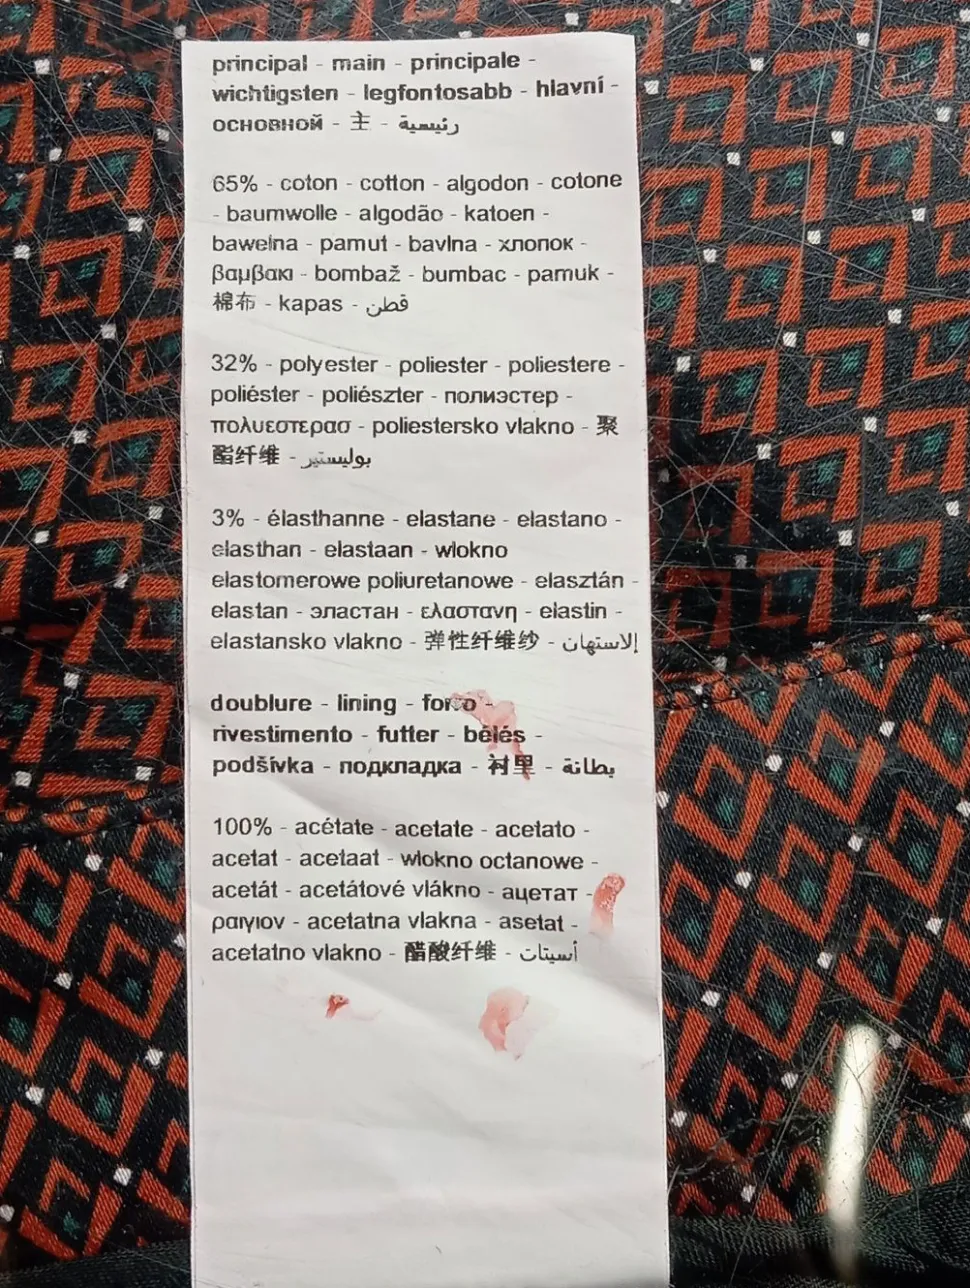 principal - main - principale -
wichtigsten - legfontosabb - hlavní -
основной - 主 - رئيسية
65% - coton - cotton - algodon - cotone
- baumwolle - algodão - katoen -
bawełna - pamut - bavlna - хлопок -
βαμβακι - bombaž - bumbac - pamuk -
棉布 - kapas - قطن
32% - polyester - poliester - poliestere -
poliéster - poliészter - полиэстер -
πολυεστερασ - poliestersko vlakno - 聚
酯纤维 - بوليستير
3% - élasthanne - elastane - elastano -
elasthan - elastaan - włokno
elastomerowe poliuretanowe - elasztán -
elastan - эластан - ελαστανη - elastin -
elastansko vlakno - 弹性纤维纱 - الاستهان
doublure - lining - forro -
rivestimento - futter - bélés -
podšívka - подкладка - 衬里 - بطانة
100% - acétate - acetate - acetato -
acetat - acetaat - włokno octanowe -
acetát - acetátové vlákno - ацетат -
ραιγιον - acetatna vlakna - asetat -
acetatno vlakno - 醋酸纤维 - أسيتات